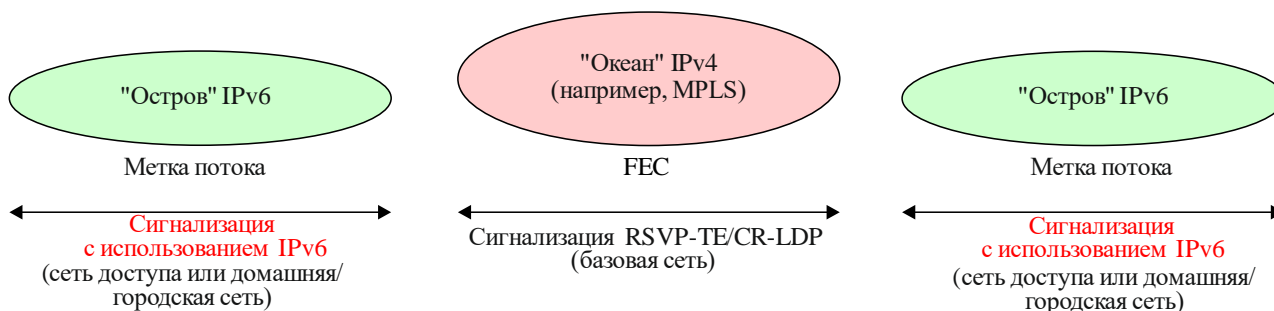 "Остров" IPv6
Метка потока
Сигнализация
с использованием IPv6
(сеть доступа или домашняя/
городская сеть)
"Океан" IPv4
(например, MPLS)
FEC
Сигнализация RSVP-TE/CR-LDP
(базовая сеть)
"Остров" IPv6
Метка потока
Сигнализация
с использованием IPv6
(сеть доступа или домашняя/
городская сеть)